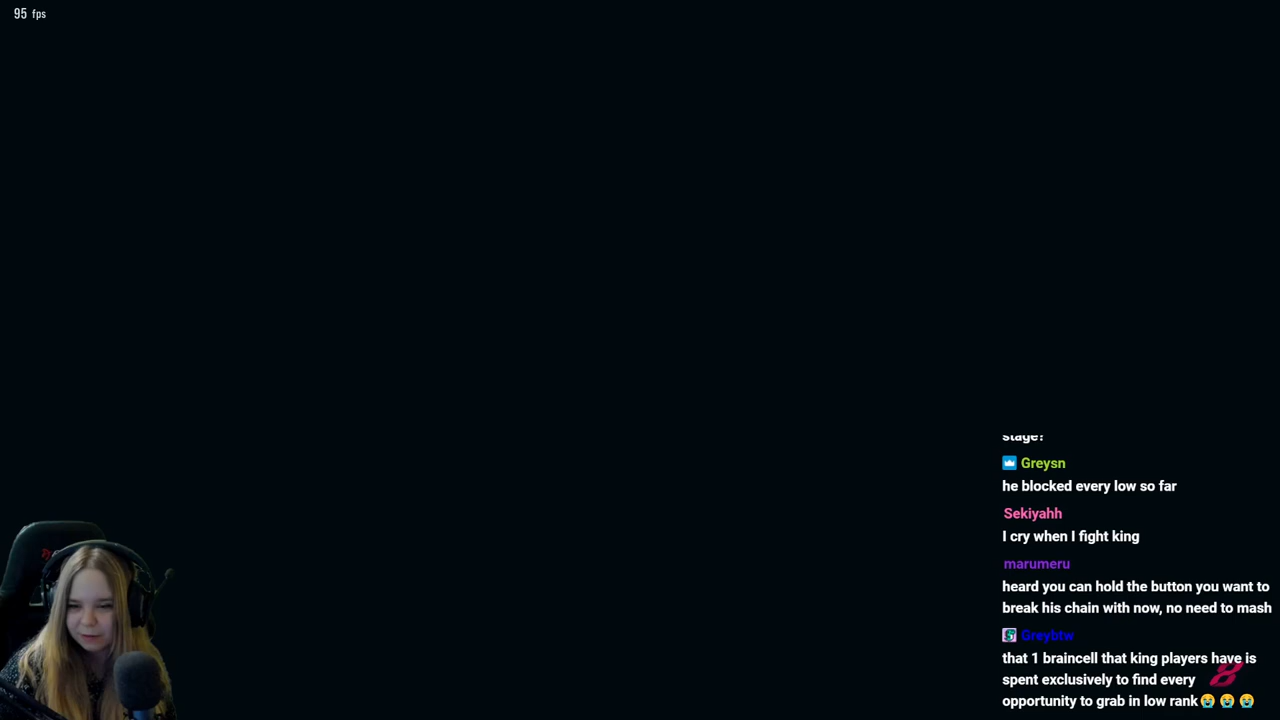 95 fps
stage?
Greysn
he blocked every low so far
Sekiyahh
I cry when I fight king
marumeru
heard you can hold the button you want to
break his chain with now, no need to mash
Greybtw
that 1 braincell that king players have is
spent exclusively to find every
opportunity to grab in low rank😭😭😭